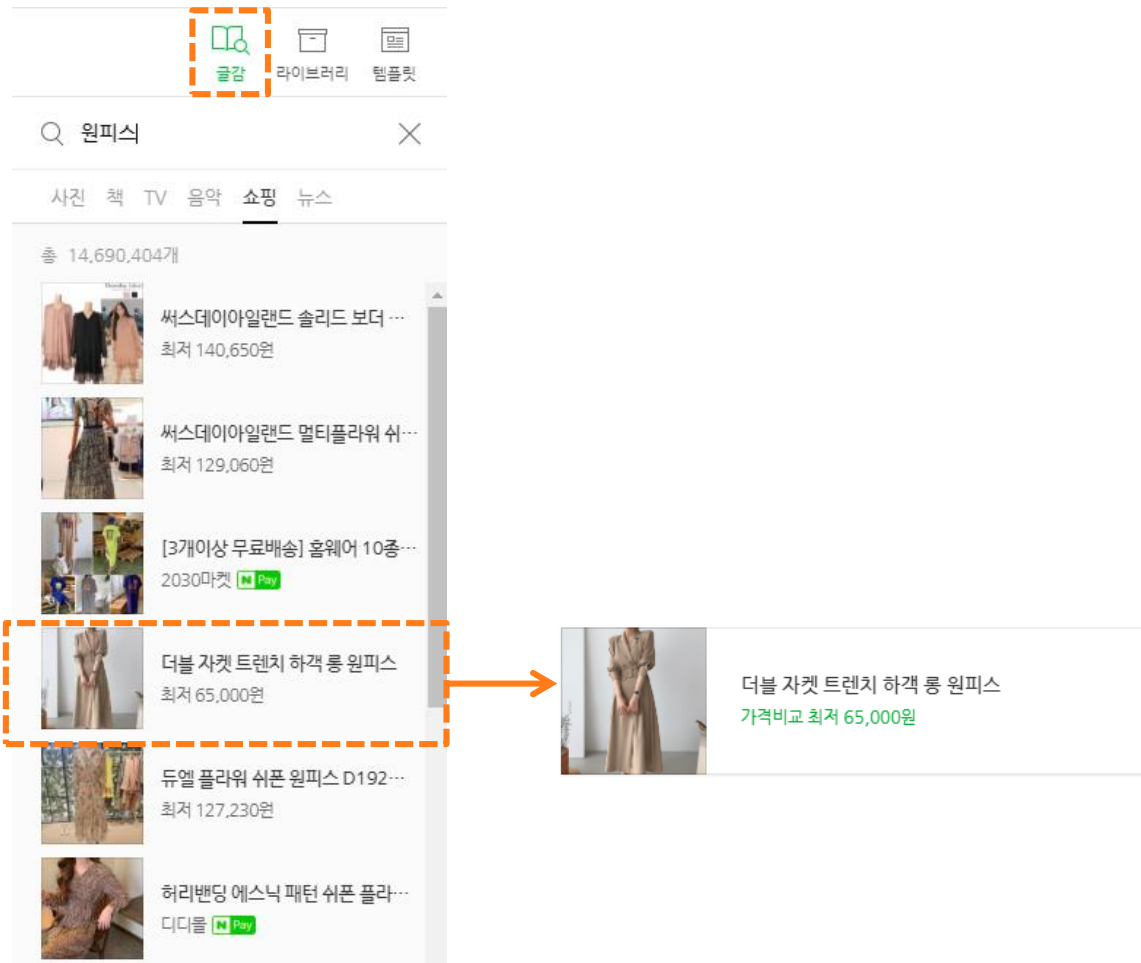 글감 라이브러리 템플릿
원피스
사진 책 TV 음악 쇼핑 뉴스
총 14,690,404개
써스데이아일랜드 솔리드 보더 …
최저 140,650원
써스데이아일랜드 멀티플라워 쉬…
최저 129,060원
[3개이상 무료배송] 홈웨어 10종…
2030마켓 N Pay
더블 자켓 트렌치 하객 롱 원피스
최저 65,000원
더블 자켓 트렌치 하객 롱 원피스
가격비교 최저 65,000원
듀엘 플라워 쉬폰 원피스 D192…
최저 127,230원
허리밴딩 에스닉 패턴 쉬폰 플라…
디디몰 N Pay